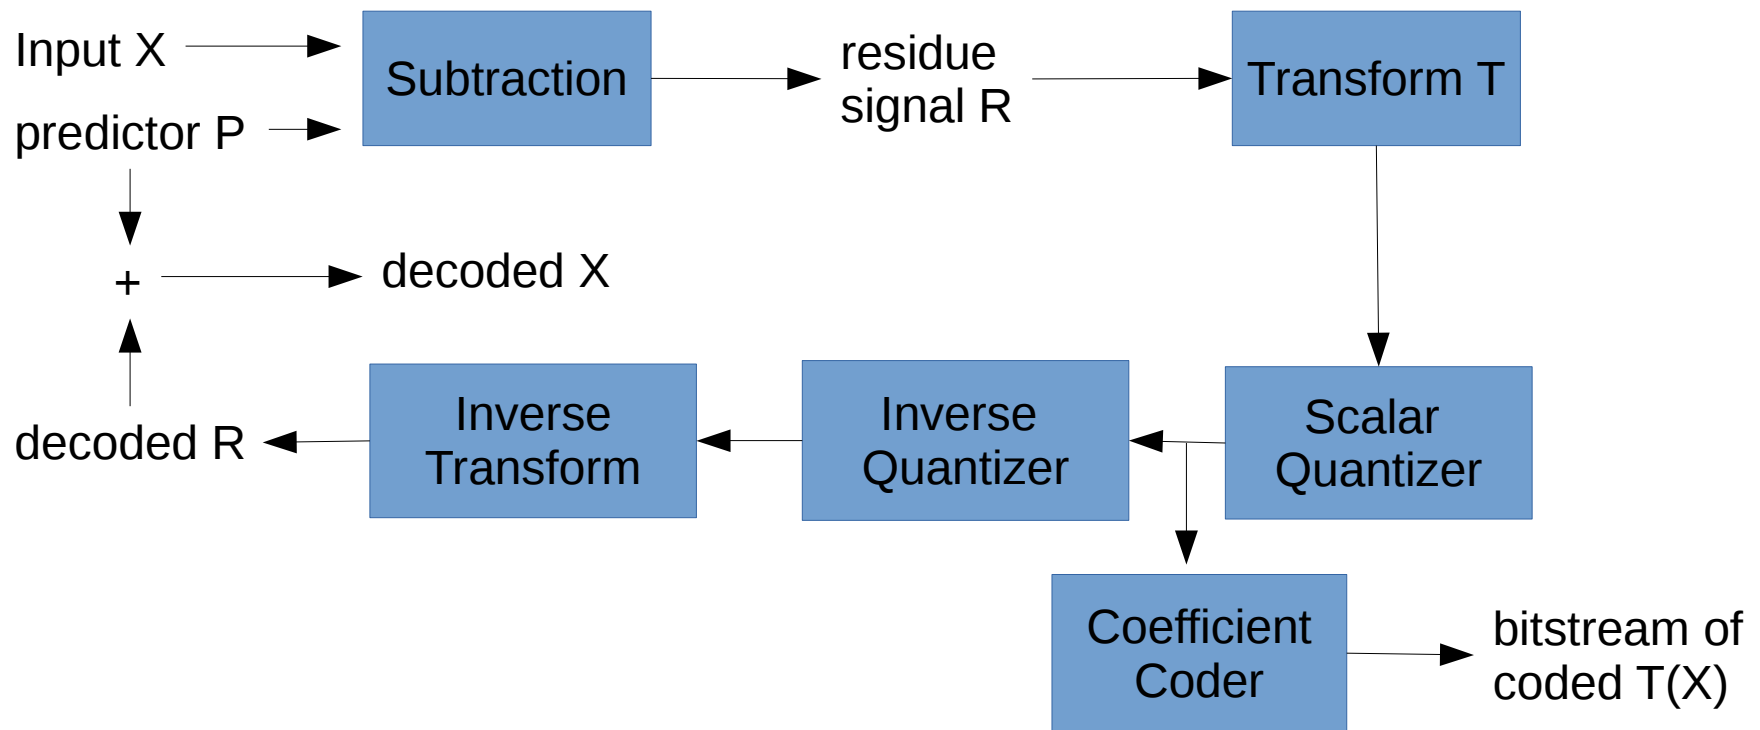 Input X
Subtraction
residue
signal R
Transform T
predictor P
+
decoded X
decoded R
Inverse
Transform
Inverse
Quantizer
Scalar
Quantizer
Coefficient
Coder
bitstream of
coded T(X)